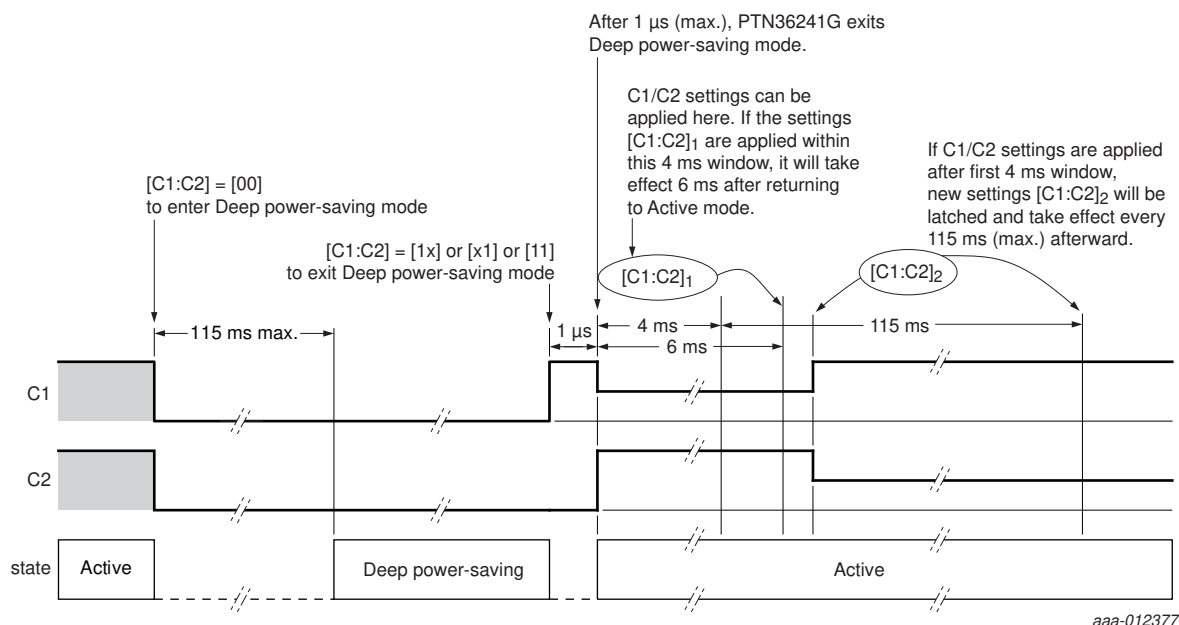 After 1 μs (max.), PTN36241G exits
Deep power-saving mode.
C1/C2 settings can be
applied here. If the settings
[C1:C2]1 are applied within
this 4 ms window, it will take
effect 6 ms after returning
to Active mode.
If C1/C2 settings are applied
after first 4 ms window,
new settings [C1:C2]2 will be
latched and take effect every
115 ms (max.) afterward.
[C1:C2] = [00]
to enter Deep power-saving mode
[C1:C2] = [1x] or [x1] or [11]
to exit Deep power-saving mode
[C1:C2]1
[C1:C2]2
115 ms max.
1 μs
4 ms
115 ms
6 ms
C1
C2
state
Active
Deep power-saving
Active
aaa-012377